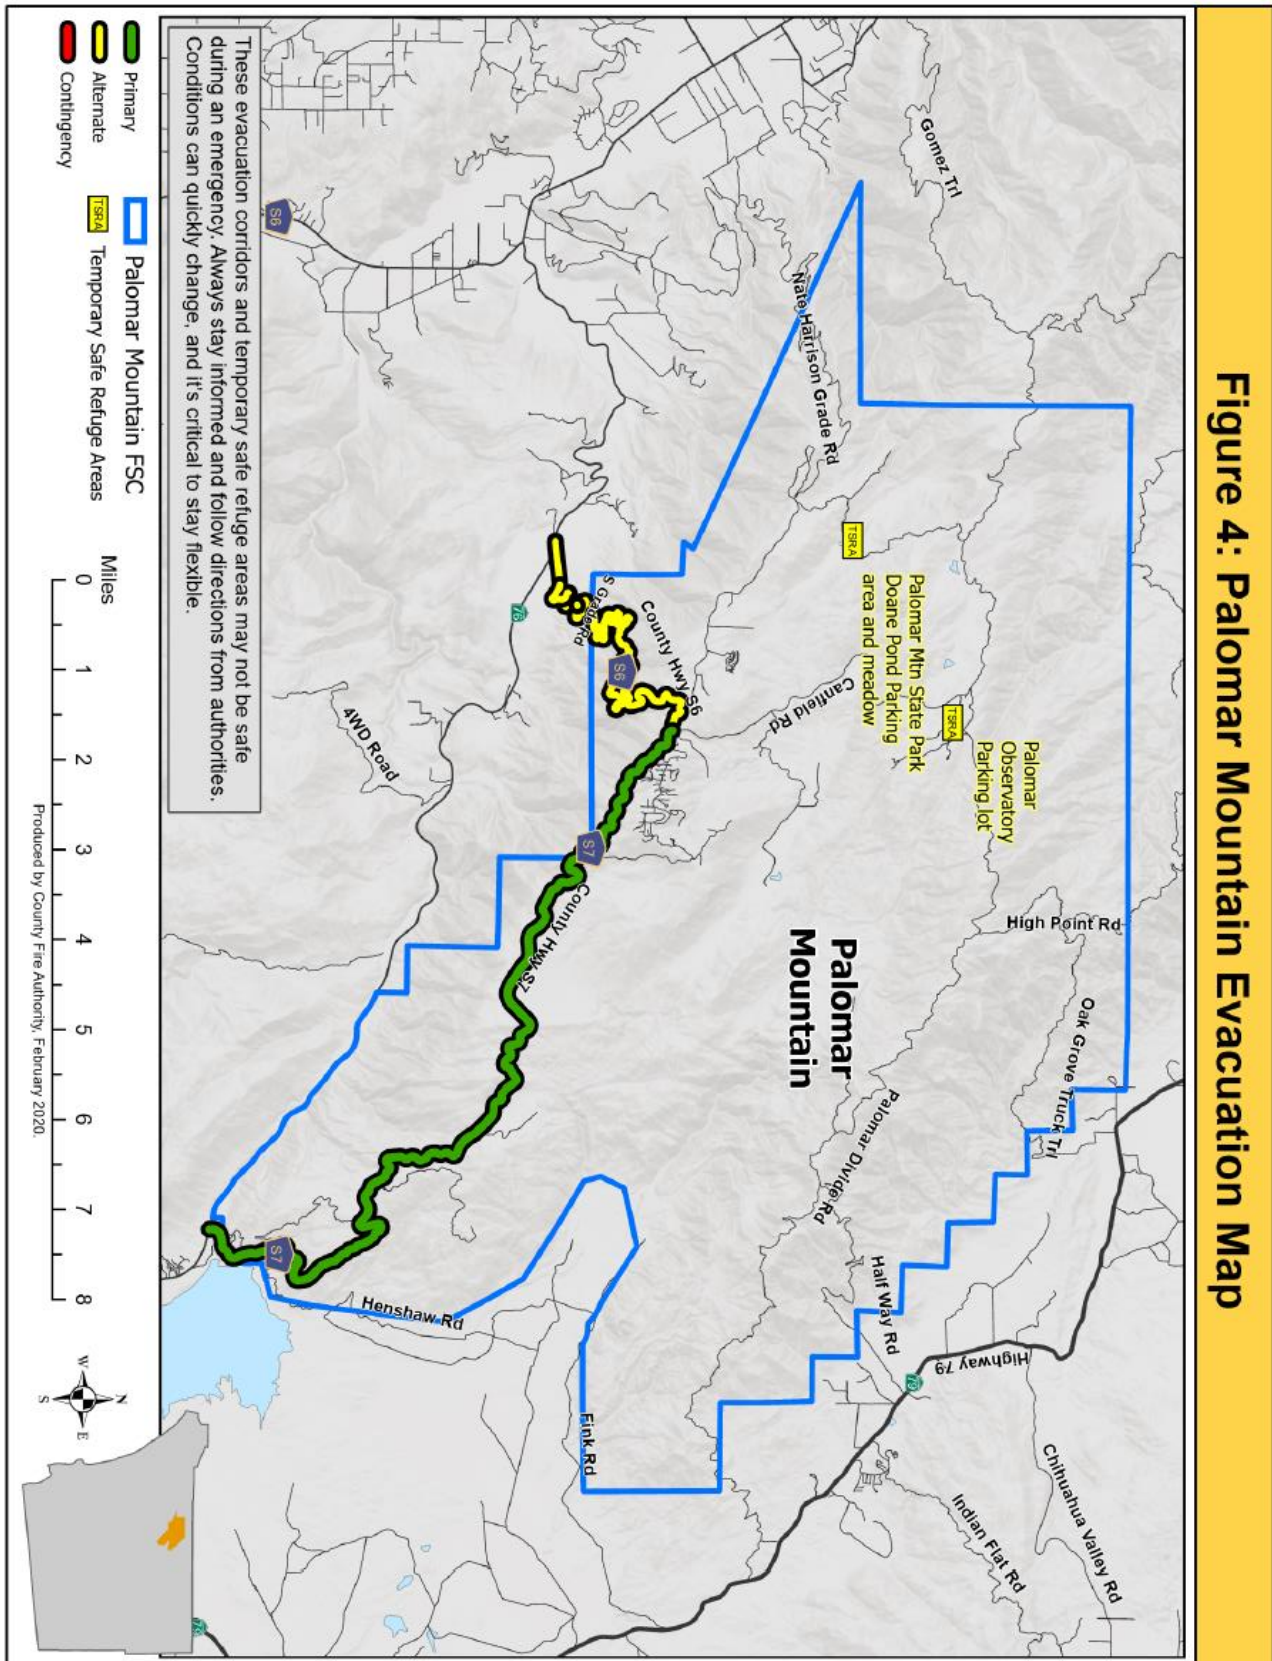 Figure 4: Palomar Mountain Evacuation Map
Gomez Trl
Nate Harrison Grade Rd
TSRA
Palomar Mtn State Park
Doane Pond Parking
area and meadow
TSRA
Palomar
Observatory
Parking lot
High Point Rd
Oak Grove Truck Trl
Palomar
Mountain
Palomar Divide Rd
Half Way Rd
Highway 79
79
Chihuahua Valley Rd
Indian Flat Rd
Fink Rd
Henshaw Rd
Canfield Rd
County Hwy S6
S6
S Grade Rd
S7
County Hwy S7
S7
76
4WD Road
S6
79
These evacuation corridors and temporary safe refuge areas may not be safe
during an emergency. Always stay informed and follow directions from authorities.
Conditions can quickly change, and it's critical to stay flexible.
Primary
Alternate
Contingency
Palomar Mountain FSC
TSRA Temporary Safe Refuge Areas
Miles
0 1 2 3 4 5 6 7 8
Produced by County Fire Authority, February 2020.
N
W E
S